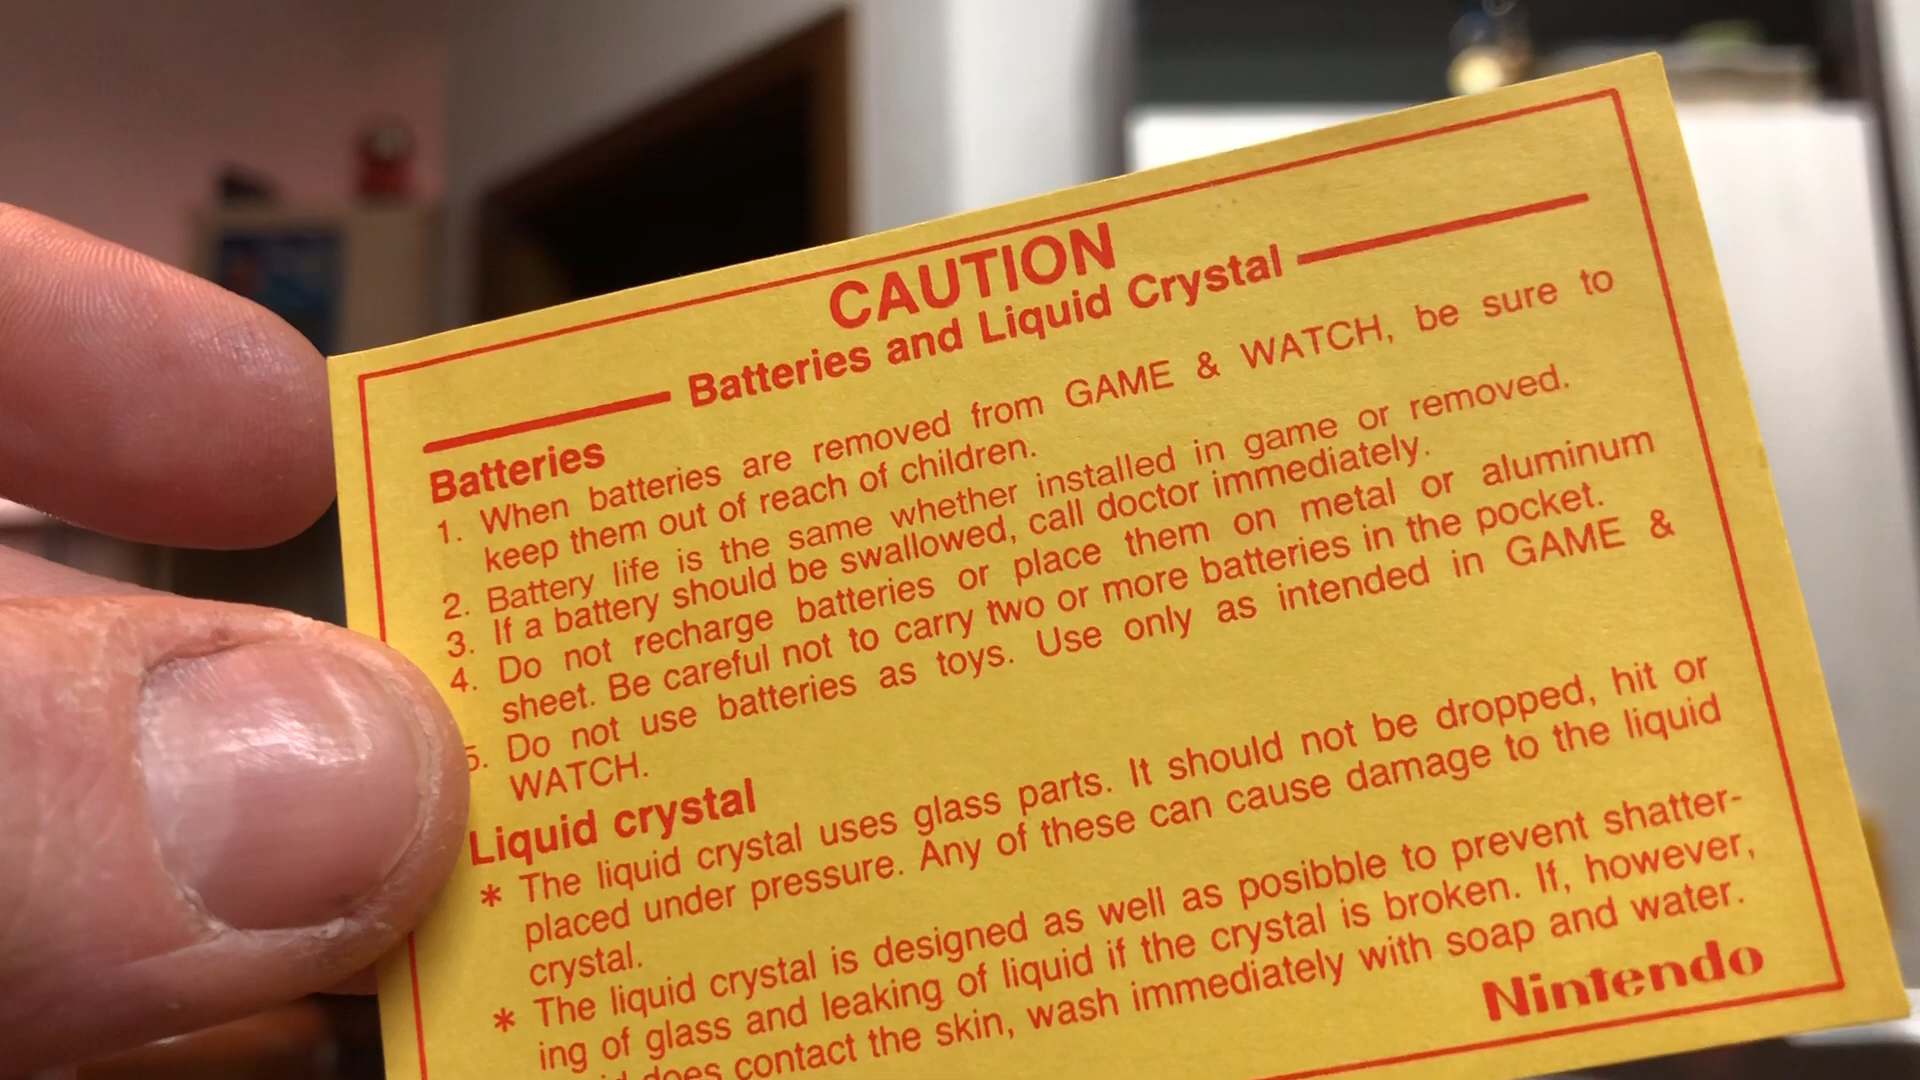 CAUTION
Batteries and Liquid Crystal
Batteries
1. When batteries are removed from GAME & WATCH, be sure to
keep them out of reach of children.
2. Battery life is the same whether installed in game or removed.
3. If a battery should be swallowed, call doctor immediately.
4. Do not recharge batteries or place them on metal or aluminum
sheet. Be careful not to carry two or more batteries in the pocket.
5. Do not use batteries as toys. Use only as intended in GAME &
WATCH.
Liquid crystal
* The liquid crystal uses glass parts. It should not be dropped, hit or
placed under pressure. Any of these can cause damage to the liquid
crystal.
* The liquid crystal is designed as well as posibble to prevent shatter-
ing of glass and leaking of liquid if the crystal is broken. If, however,
does contact the skin, wash immediately with soap and water.
Nintendo